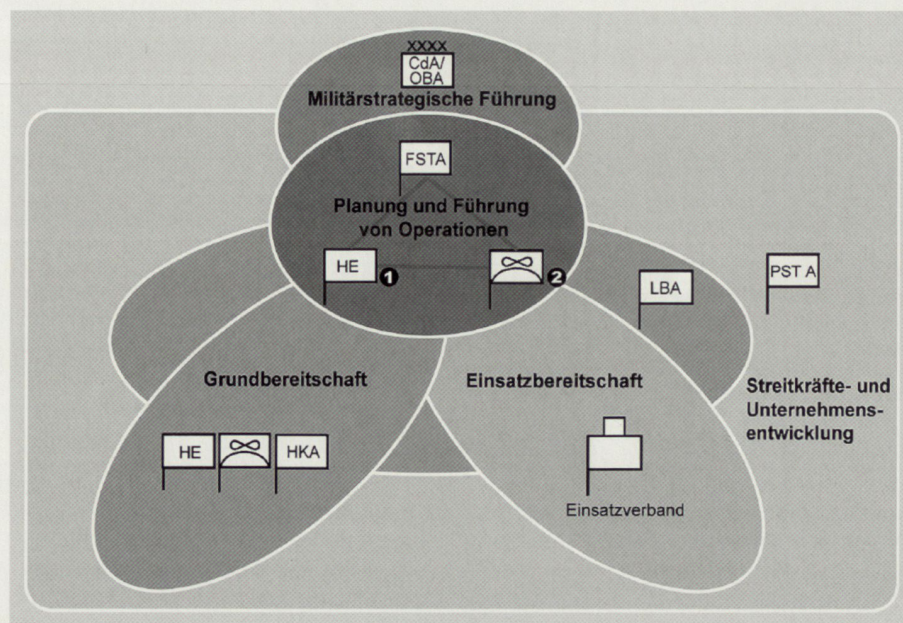 XXXX
CdA/
OBA
Militärstrategische Führung
FSTA
Planung und Führung
von Operationen
HE
1
2
LBA
PST A
Grundbereitschaft
Einsatzbereitschaft
Streitkräfte- und
Unternehmens-
entwicklung
HE
HKA
Einsatzverband